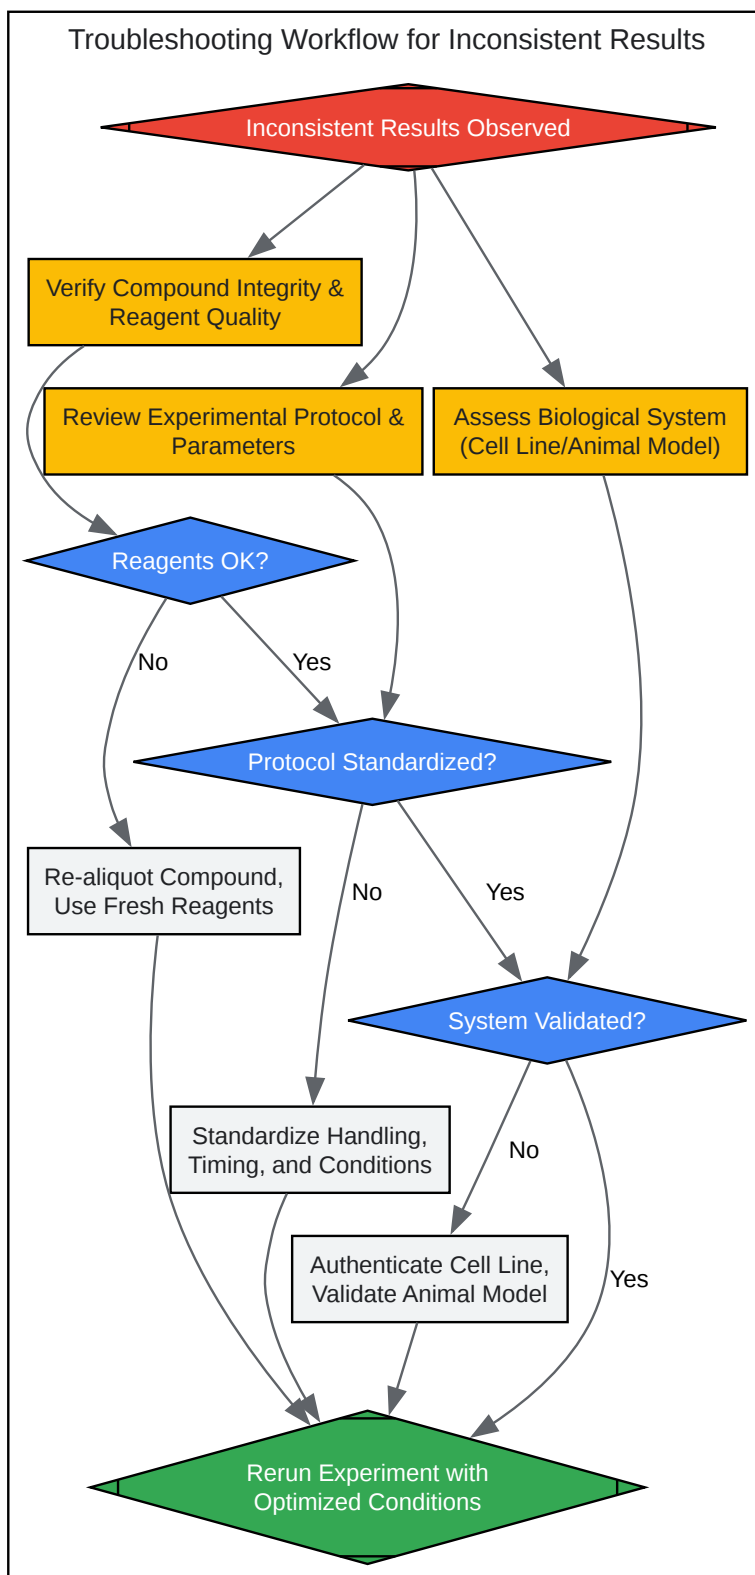 Troubleshooting Workflow for Inconsistent Results
Inconsistent Results Observed
Verify Compound Integrity &
Reagent Quality
Review Experimental Protocol &
Parameters
Assess Biological System
(Cell Line/Animal Model)
Reagents OK?
No
Yes
Protocol Standardized?
Re-aliquot Compound,
Use Fresh Reagents
No
Yes
System Validated?
Standardize Handling,
Timing, and Conditions
No
Authenticate Cell Line,
Validate Animal Model
Yes
Rerun Experiment with
Optimized Conditions